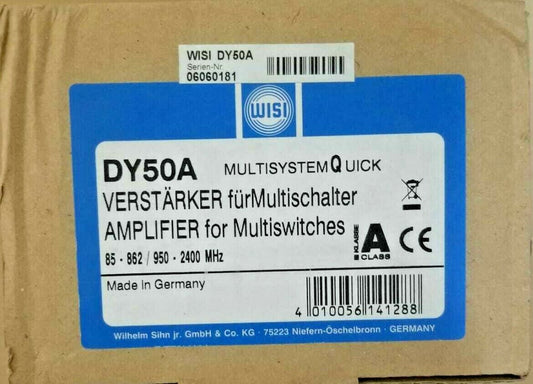 WISI DY50A
Serien-Nr
06060181
WISI
DY50A MULTISYSTEM QUICK
VERSTÄRKER fürMultischalter
AMPLIFIER for Multiswitches
85 - 862 / 950 - 2400 MHz
KLASSE A CLASS CE
Made in Germany
4 010056 141288
Wilhelm Sihn jr. GmbH & Co. KG · 75223 Niefern-Öschelbronn · GERMANY